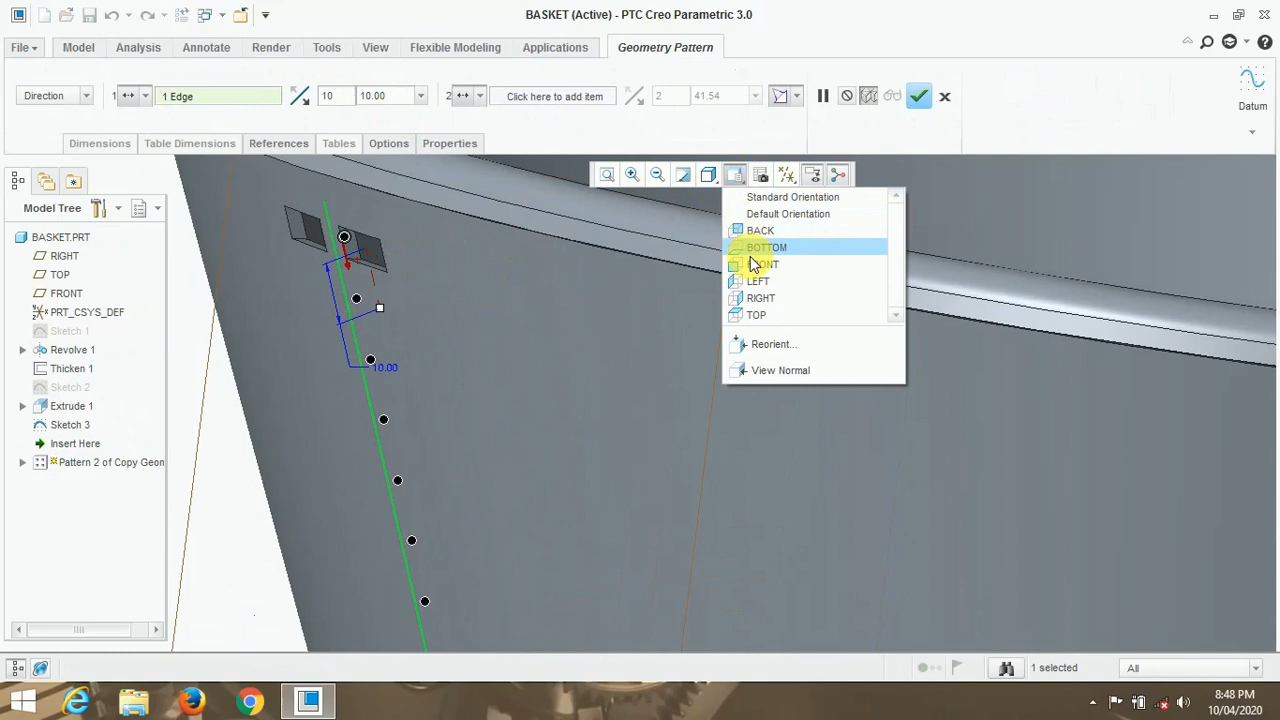 BASKET (Active) - PTC Creo Parametric 3.0
File
Model
Analysis
Annotate
Render
Tools
View
Flexible Modeling
Applications
Geometry Pattern
Direction
1
1 Edge
10
10.00
2
Click here to add item
2
41.54
Datum
Dimensions
Table Dimensions
References
Tables
Options
Properties
Model Tree
BASKET.PRT
RIGHT
TOP
FRONT
PRT_CSYS_DEF
Sketch 1
Revolve 1
Thicken 1
Sketch 2
Extrude 1
Sketch 3
Insert Here
Pattern 2 of Copy Geon
10.00
Standard Orientation
Default Orientation
BACK
BOTTOM
FRONT
LEFT
RIGHT
TOP
Reorient...
View Normal
1 selected
All
8:48 PM
10/04/2020